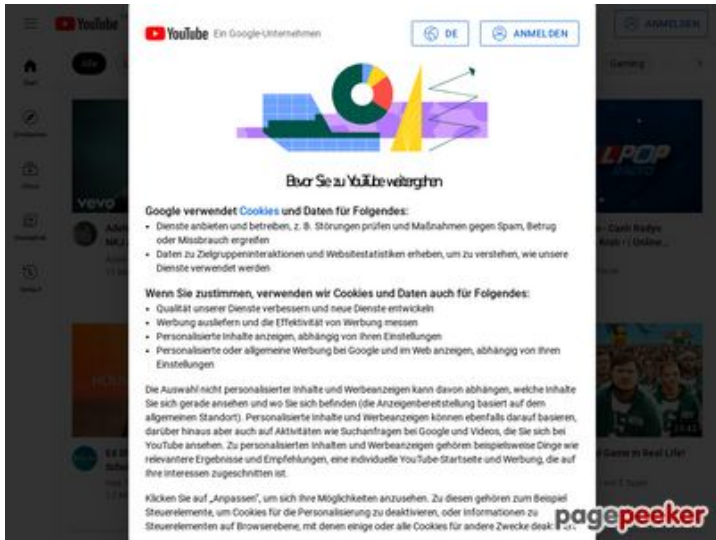 YouTube
ANMELDEN
YouTube Ein Google-Unternehmen
DE
ANMELDEN
Alle
Gaming
Start
vevo
LPOP
Bevor Sie zu YouTube weitergehen
Google verwendet Cookies und Daten für Folgendes:
• Dienste anbieten und betreiben, z. B. Störungen prüfen und Maßnahmen gegen Spam, Betrug
oder Missbrauch ergreifen
• Daten zu Zielgruppeninteraktionen und Websitestatistiken erheben, um zu verstehen, wie unsere
Dienste verwendet werden
Wenn Sie zustimmen, verwenden wir Cookies und Daten auch für Folgendes:
• Qualität unserer Dienste verbessern und neue Dienste entwickeln
• Werbung ausliefern und die Effektivität von Werbung messen
• Personalisierte Inhalte anzeigen, abhängig von Ihren Einstellungen
• Personalisierte oder allgemeine Werbung bei Google und im Web anzeigen, abhängig von Ihren
Einstellungen
Die Auswahl nicht personalisierter Inhalte und Werbeanzeigen kann davon abhängen, welche Inhalte
Sie sich gerade ansehen und wo Sie sich befinden (die Anzeigenbereitstellung basiert auf dem
allgemeinen Standort). Personalisierte Inhalte und Werbeanzeigen können ebenfalls darauf basieren,
darüber hinaus aber auch auf Aktivitäten wie Suchanfragen bei Google und Videos, die Sie sich bei
YouTube ansehen. Zu personalisierten Inhalten und Werbeanzeigen gehören beispielsweise Dinge wie
relevantere Ergebnisse und Empfehlungen, eine individuelle YouTube-Startseite und Werbung, die auf
Ihre Interessen zugeschnitten ist.
Klicken Sie auf „Anpassen", um sich Ihre Möglichkeiten anzusehen. Zu diesen gehören zum Beispiel
Steuerelemente, um Cookies für die Personalisierung zu deaktivieren, oder Informationen zu
Steuerelementen auf Browserebene, mit denen einige oder alle Cookies für andere Zwecke
pagepeeker